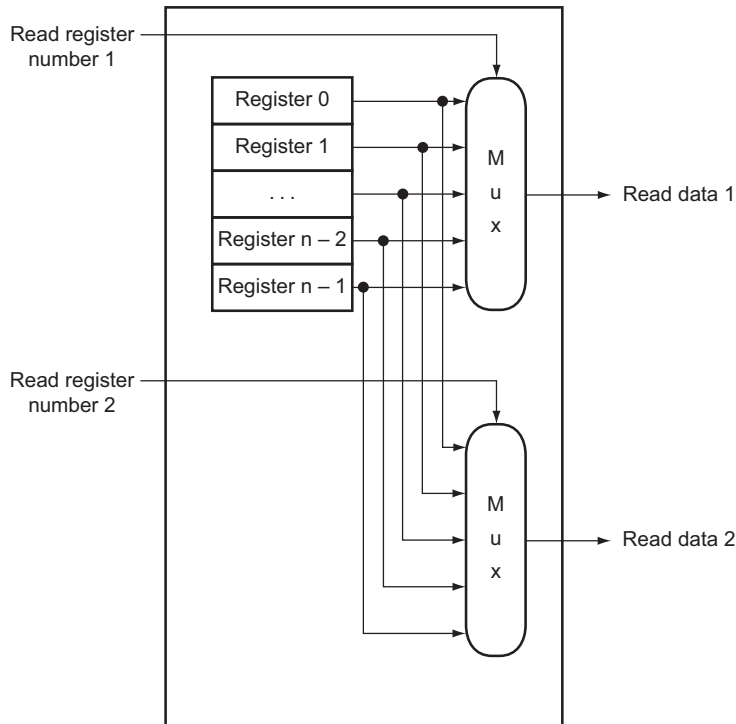 Read register
number 1
Register 0
Register 1
. . .
Register n – 2
Register n – 1
M
u
x
Read data 1
Read register
number 2
M
u
x
Read data 2